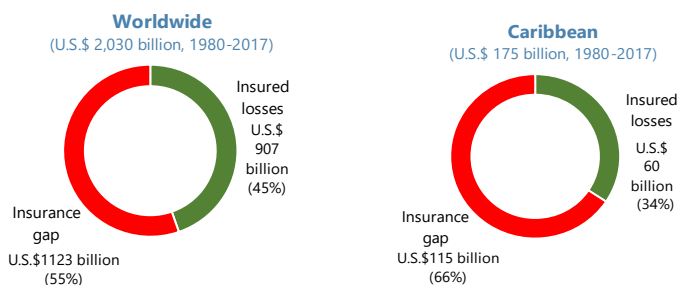 Worldwide
(U.S.$ 2,030 billion, 1980-2017)
Insured
losses
U.S.$
907
billion
(45%)
Insurance
gap
U.S.$1123 billion
(55%)
Caribbean
(U.S.$ 175 billion, 1980-2017)
Insured
losses
U.S.$
60
billion
(34%)
Insurance
gap
U.S.$115 billion
(66%)